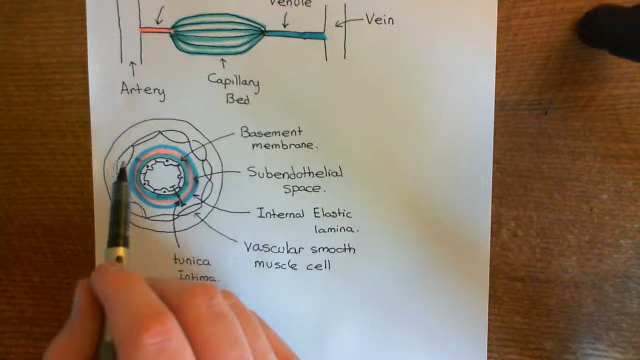 Venule
Vein
Artery
Capillary
Bed
Basement
membrane.
Subendothelial
space.
Internal Elastic
lamina.
Vascular smooth
muscle cell
tunica
Intima.